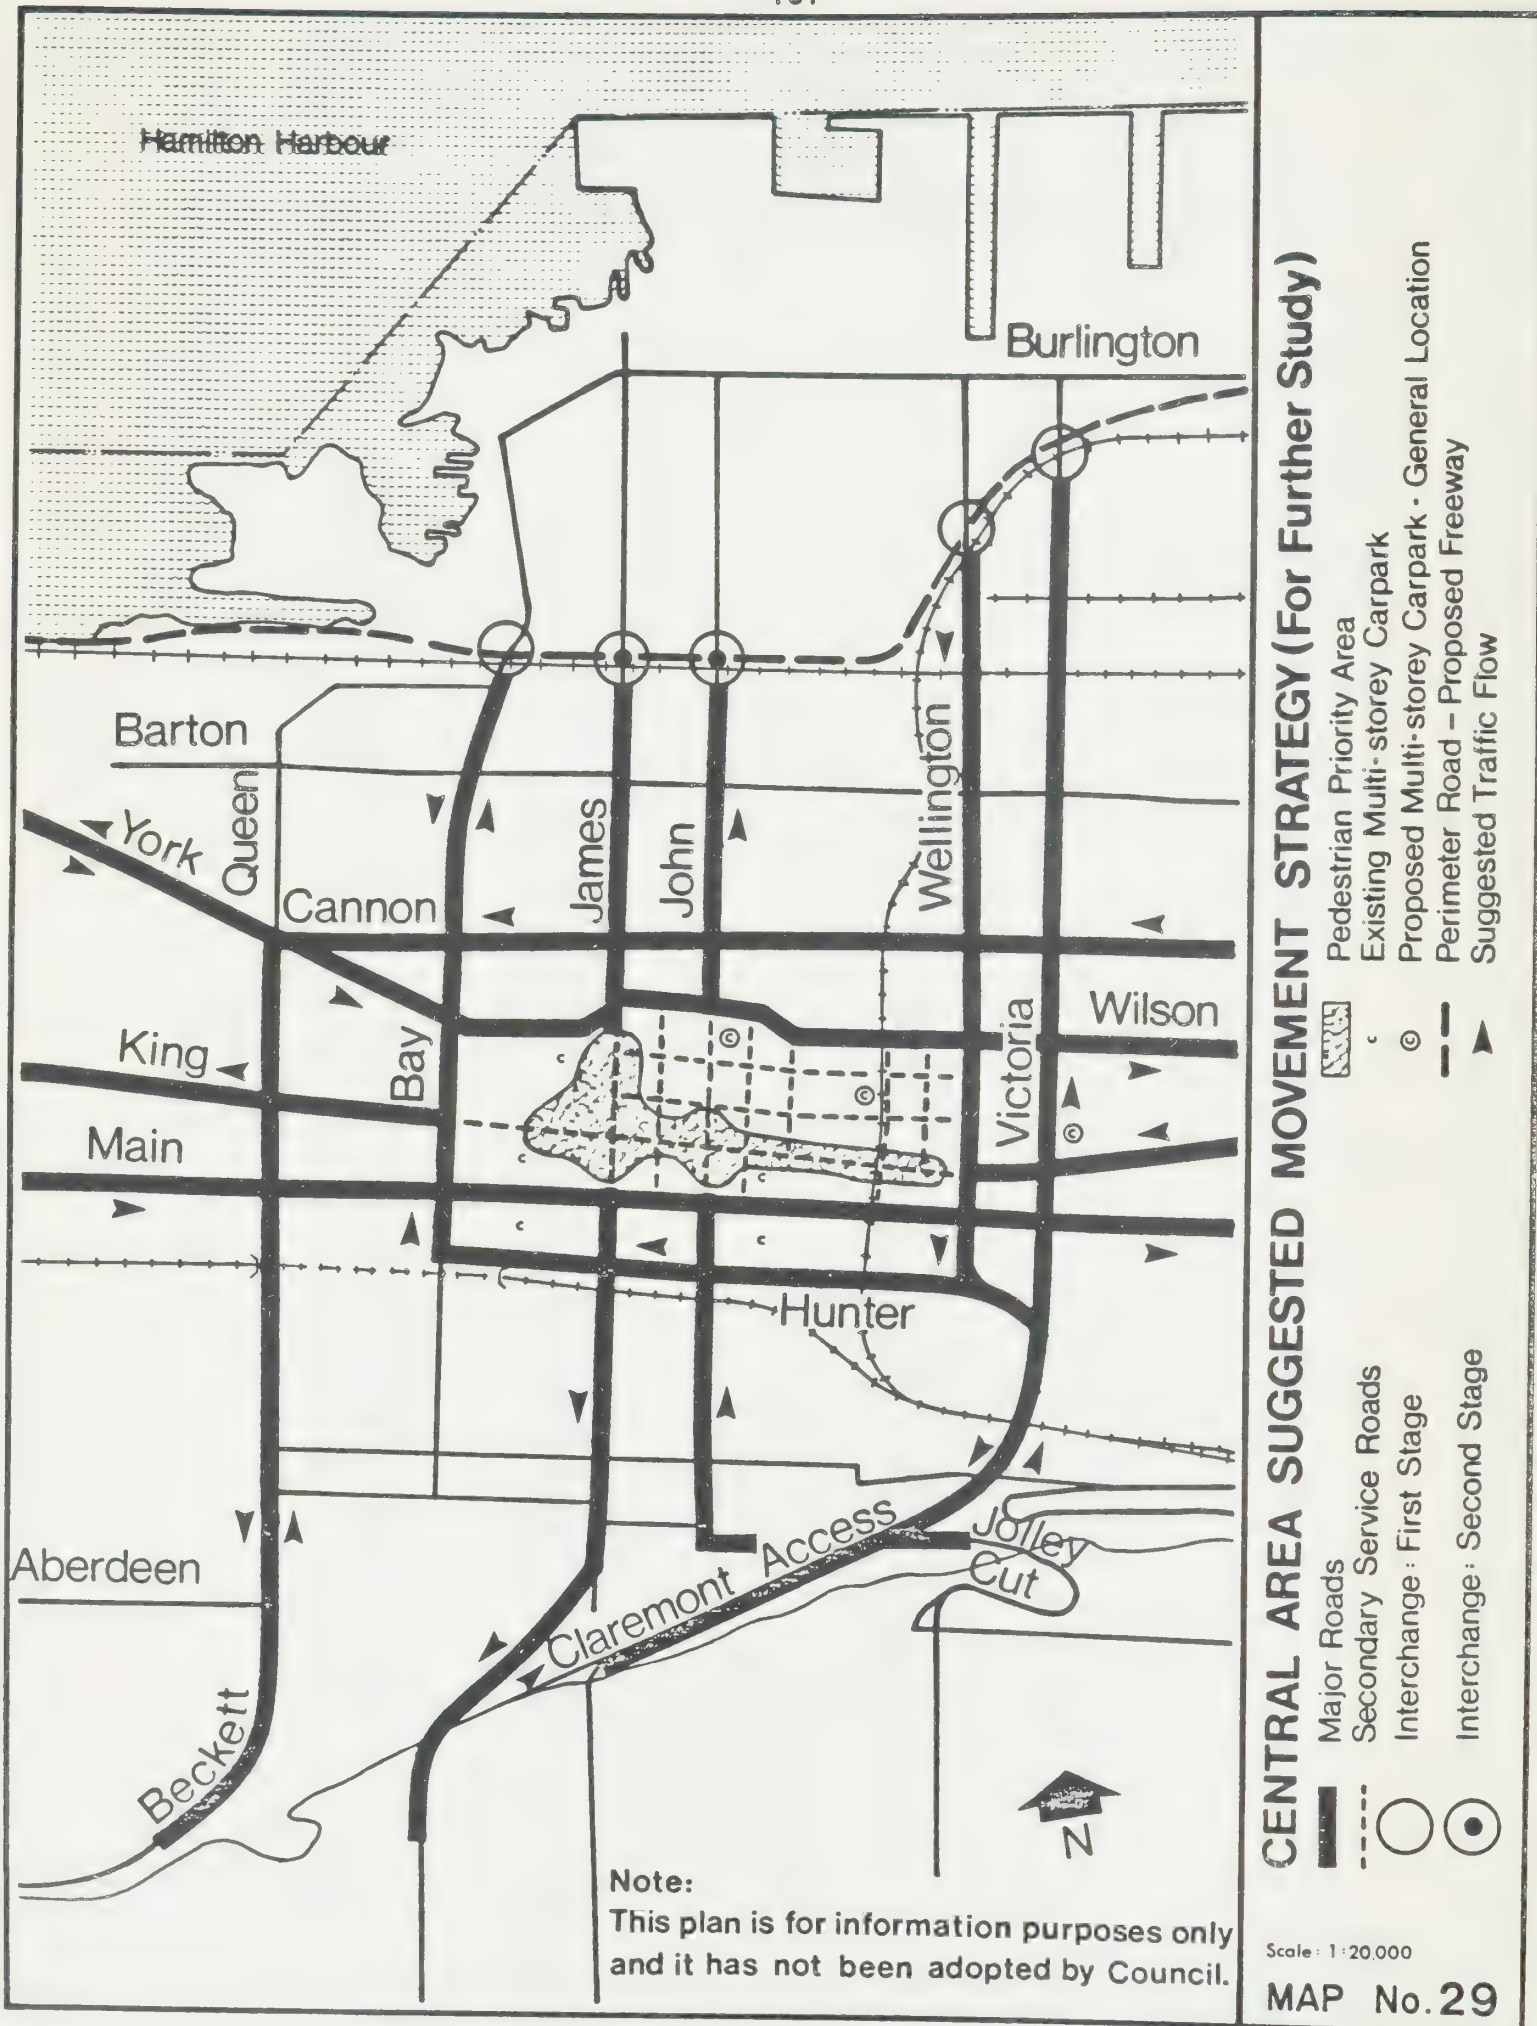 Hamilton Harbour
Burlington
Barton
York
Queen
Cannon
James
John
Wellington
King
Bay
Victoria
Wilson
Main
Hunter
c
c
c
c
c
©
©
©
Aberdeen
Claremont Access
Jolley
Cut
Beckett
N
Note:
This plan is for information purposes only
and it has not been adopted by Council.
CENTRAL AREA SUGGESTED MOVEMENT STRATEGY (For Further Study)
Major Roads
Secondary Service Roads
Interchange: First Stage
Interchange: Second Stage
Pedestrian Priority Area
c Existing Multi-storey Carpark
© Proposed Multi-storey Carpark - General Location
Perimeter Road - Proposed Freeway
Suggested Traffic Flow
Scale: 1:20,000
MAP No. 29